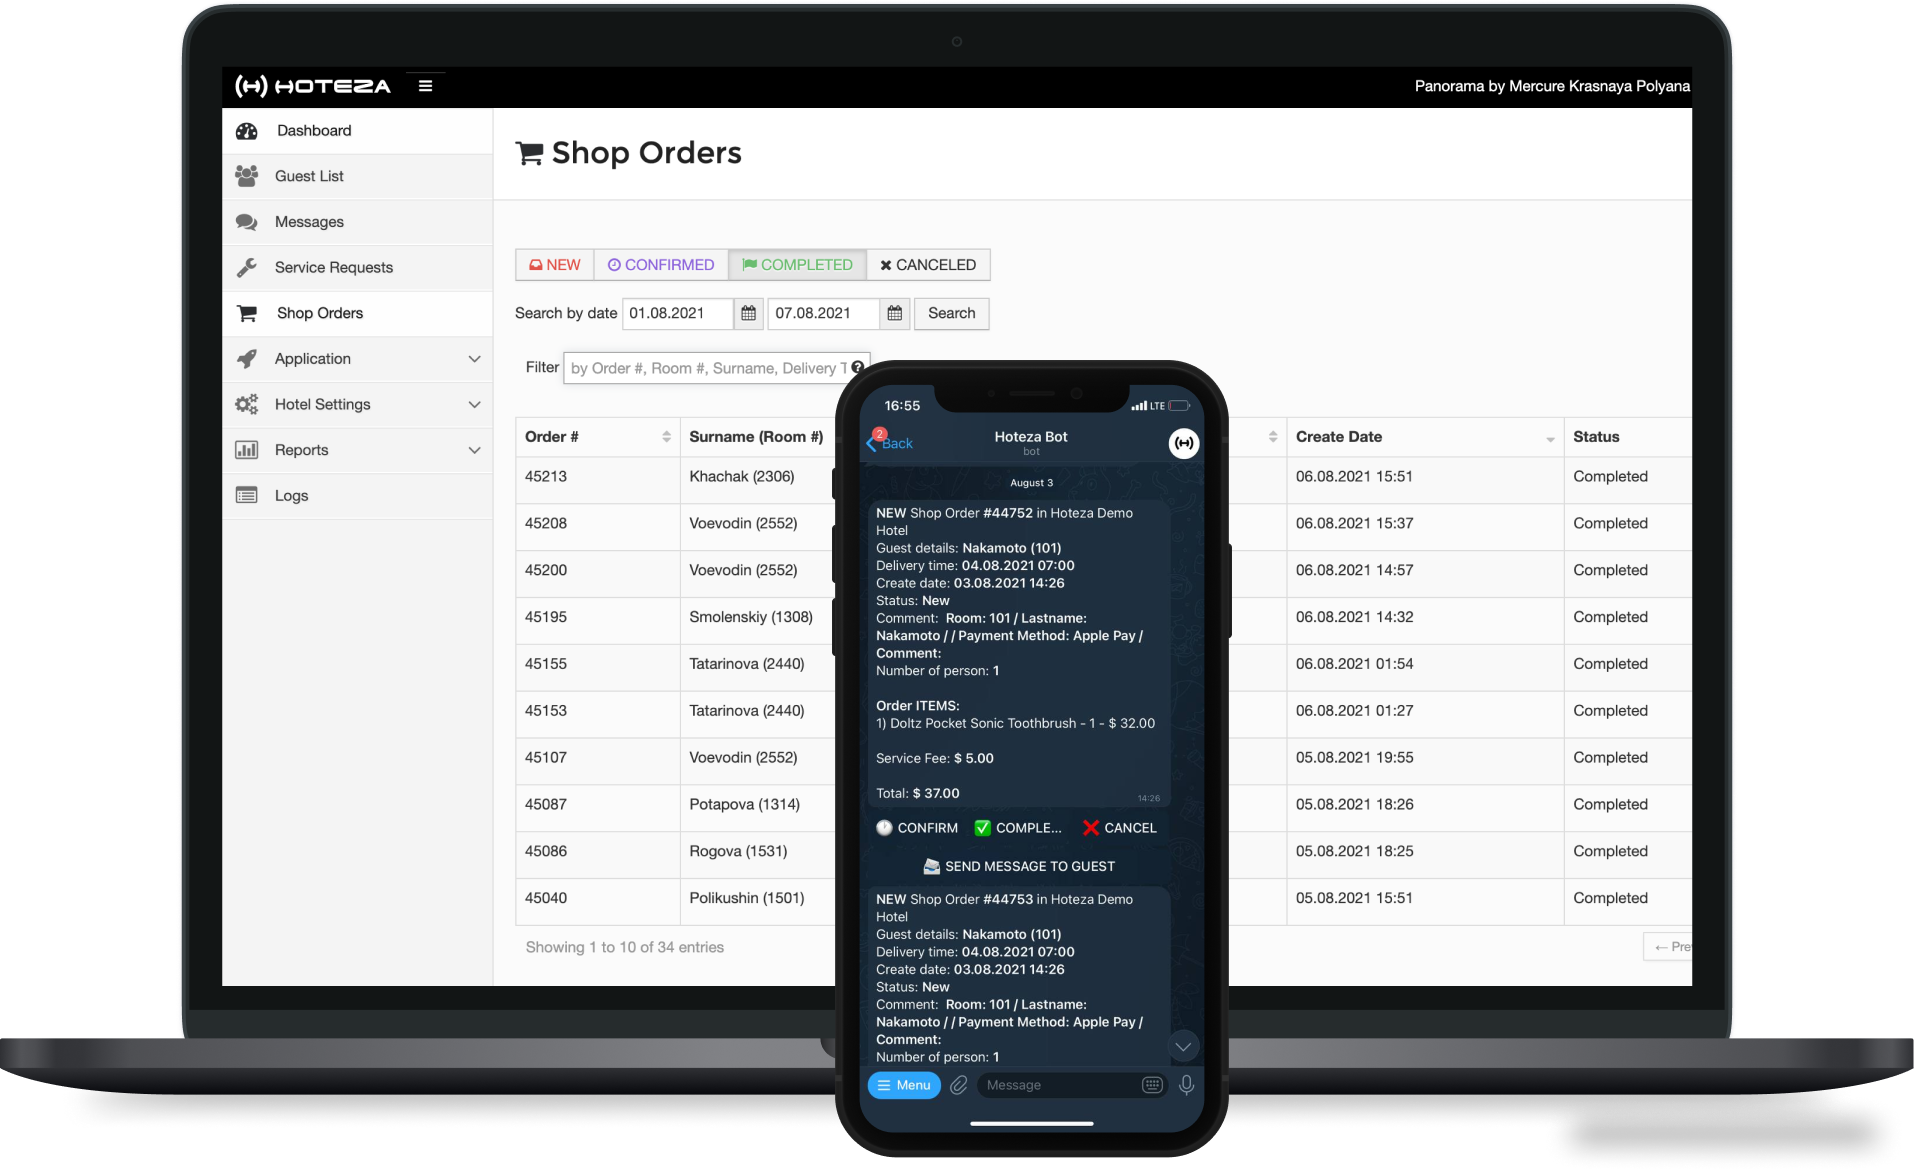 HOTEZA
Panorama by Mercure Krasnaya Polyana
Dashboard
Guest List
Messages
Service Requests
Shop Orders
Application
Hotel Settings
Reports
Logs
Shop Orders
NEW CONFIRMED COMPLETED CANCELED
Search by date 01.08.2021 07.08.2021 Search
Filter by Order #, Room #, Surname, Delivery T
Order # Surname (Room #) Create Date Status
45213 Khachak (2306) 06.08.2021 15:51 Completed
45208 Voevodin (2552) 06.08.2021 15:37 Completed
45200 Voevodin (2552) 06.08.2021 14:57 Completed
45195 Smolenskiy (1308) 06.08.2021 14:32 Completed
45155 Tatarinova (2440) 06.08.2021 01:54 Completed
45153 Tatarinova (2440) 06.08.2021 01:27 Completed
45107 Voevodin (2552) 05.08.2021 19:55 Completed
45087 Potapova (1314) 05.08.2021 18:26 Completed
45086 Rogova (1531) 05.08.2021 18:25 Completed
45040 Polikushin (1501) 05.08.2021 15:51 Completed
Showing 1 to 10 of 34 entries
← Pre
16:55 LTE
2
Back Hoteza Bot
bot
August 3
NEW Shop Order #44752 in Hoteza Demo
Hotel
Guest details: Nakamoto (101)
Delivery time: 04.08.2021 07:00
Create date: 03.08.2021 14:26
Status: New
Comment: Room: 101 / Lastname:
Nakamoto / / Payment Method: Apple Pay /
Comment:
Number of person: 1
Order ITEMS:
1) Doltz Pocket Sonic Toothbrush - 1 - $ 32.00
Service Fee: $ 5.00
Total: $ 37.00
14:26
CONFIRM COMPLE... CANCEL
SEND MESSAGE TO GUEST
NEW Shop Order #44753 in Hoteza Demo
Hotel
Guest details: Nakamoto (101)
Delivery time: 04.08.2021 07:00
Create date: 03.08.2021 14:26
Status: New
Comment: Room: 101 / Lastname:
Nakamoto / / Payment Method: Apple Pay /
Comment:
Number of person: 1
Menu Message